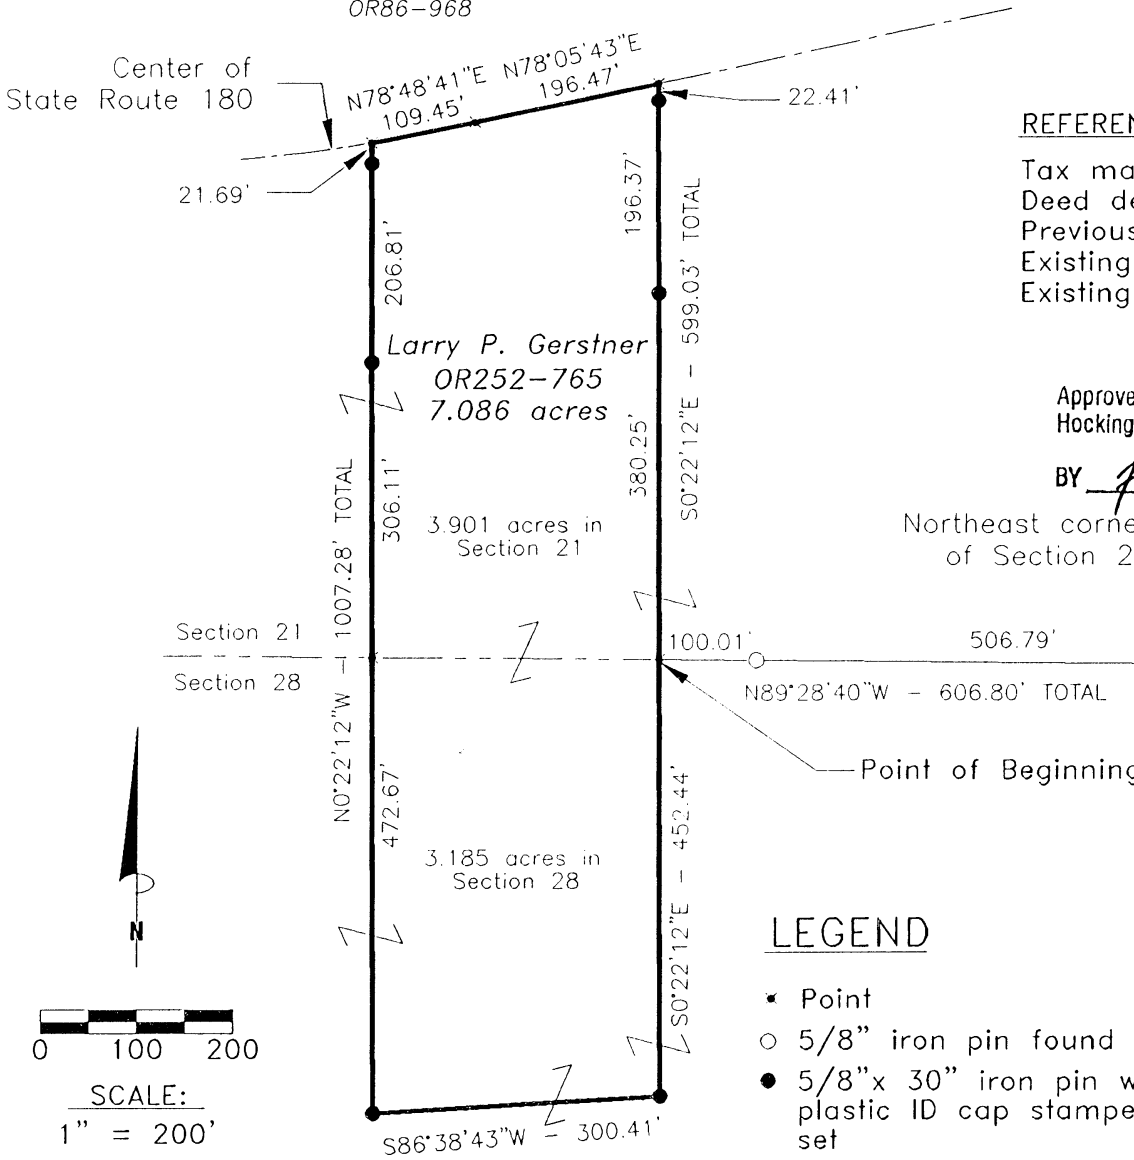 OR86-968
Center of
State Route 180
N78°48'41"E
109.45'
N78°05'43"E
196.47'
22.41'
21.69'
206.81'
196.37'
S0°22'12"E - 599.03' TOTAL
Larry P. Gerstner
OR252-765
7.086 acres
380.25'
306.11'
N0°22'12"W - 1007.28' TOTAL
3.901 acres in
Section 21
Section 21
Section 28
100.01'
506.79'
N89°28'40"W - 606.80' TOTAL
Point of Beginning
472.67'
3.185 acres in
Section 28
S0°22'12"E - 452.44'
S86°38'43"W - 300.41'
N
0 100 200
SCALE:
1" = 200'
REFEREN
Tax ma
Deed de
Previous
Existing
Existing
Approve
Hocking
BY
Northeast corne
of Section 2
LEGEND
Point
5/8" iron pin found
5/8"x 30" iron pin w
plastic ID cap stampe
set